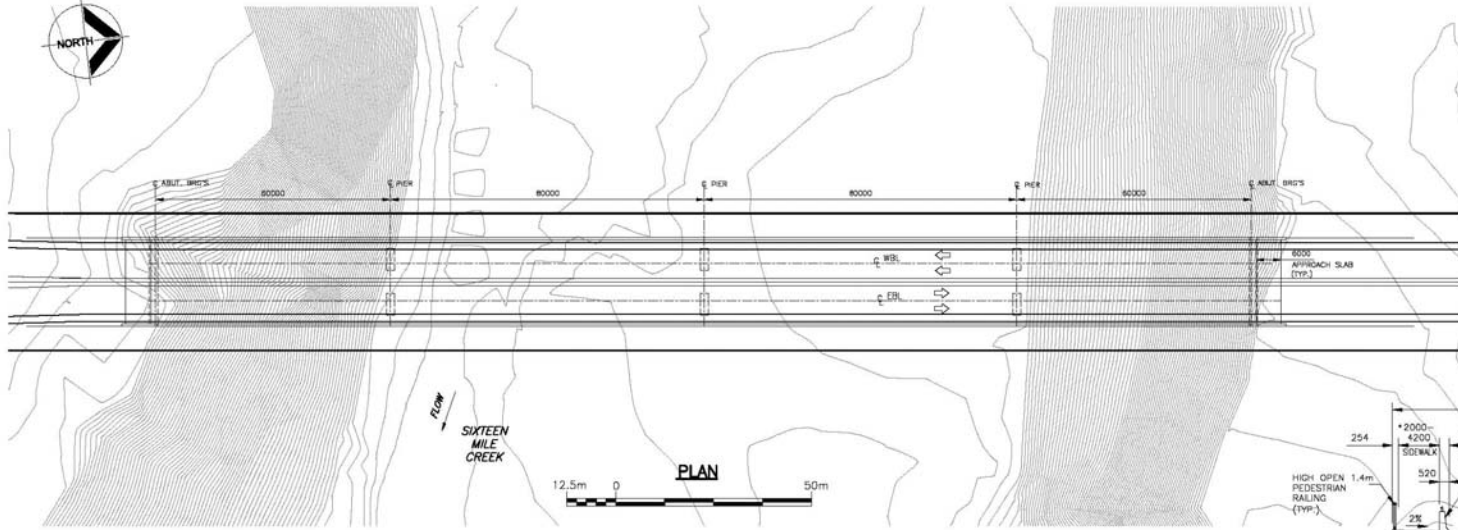 NORTH
℄ ABUT. BRG'S
60000
℄ PIER
80000
℄ PIER
80000
℄ PIER
60000
℄ ABUT. BRG'S
℄ WBL
6000
APPROACH SLAB
(TYP.)
℄ EBL
FLOW
SIXTEEN
MILE
CREEK
PLAN
12.5m 0 50m
*2000-
254 4200
SIDEWALK
520
HIGH OPEN 1.4m
PEDESTRIAN
RAILING
(TYP.)
2%